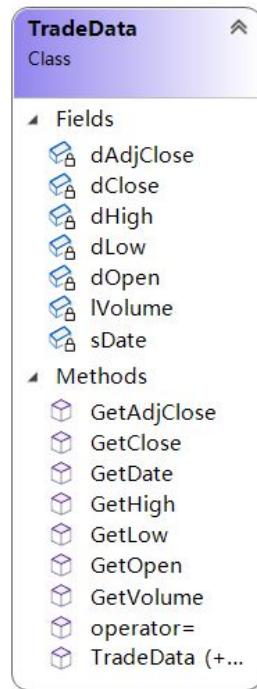 TradeData
Class
Fields
dAdjClose
dClose
dHigh
dLow
dOpen
lVolume
sDate
Methods
GetAdjClose
GetClose
GetDate
GetHigh
GetLow
GetOpen
GetVolume
operator=
TradeData (+...